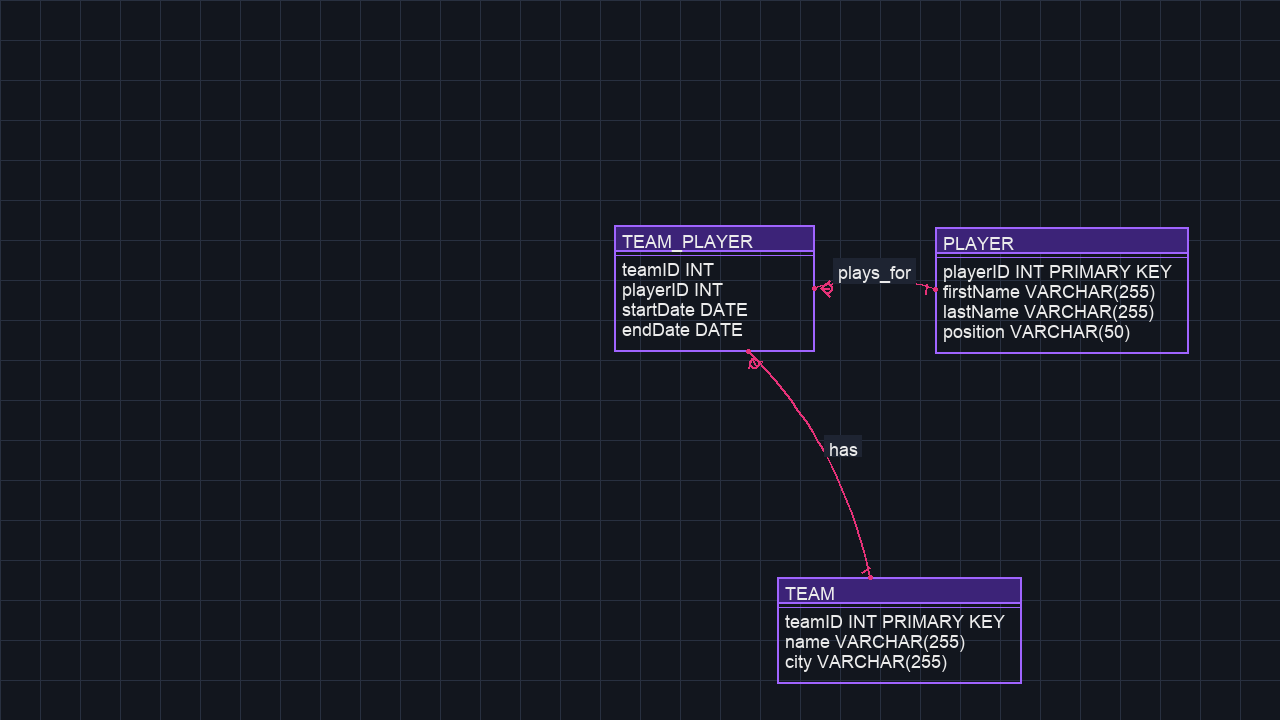 TEAM_PLAYER
teamID INT
playerID INT
startDate DATE
endDate DATE
plays_for
PLAYER
playerID INT PRIMARY KEY
firstName VARCHAR(255)
lastName VARCHAR(255)
position VARCHAR(50)
has
TEAM
teamID INT PRIMARY KEY
name VARCHAR(255)
city VARCHAR(255)